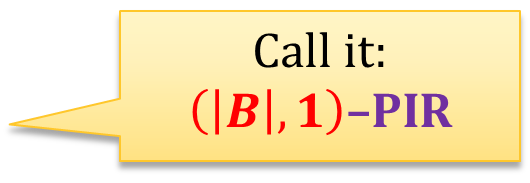 Call it:
(|B|, 1)–PIR